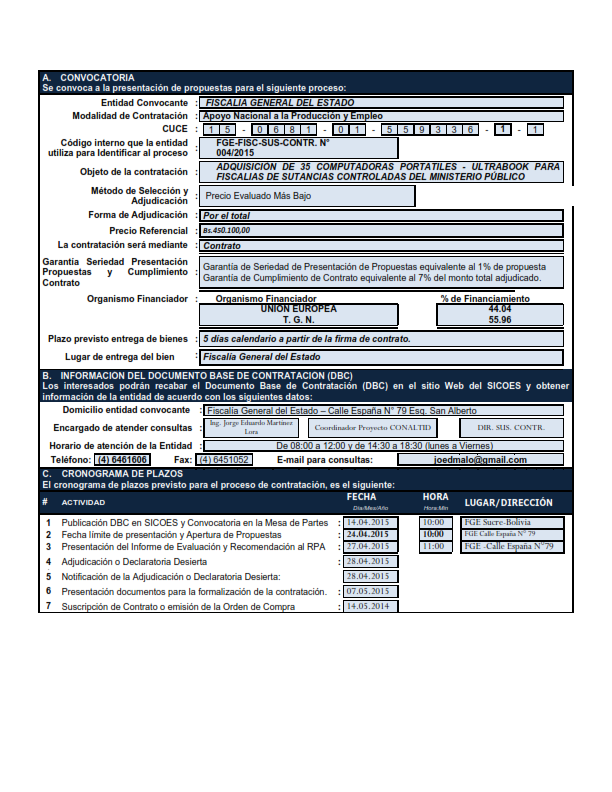 A. CONVOCATORIA
Se convoca a la presentación de propuestas para el siguiente proceso:
Entidad Convocante : FISCALIA GENERAL DEL ESTADO
Modalidad de Contratación : Apoyo Nacional a la Producción y Empleo
CUCE : 1 5 - 0 6 8 1 - 0 1 - 5 5 9 3 3 6 - 1 - 1
Código interno que la entidad
utiliza para Identificar al proceso : FGE-FISC-SUS-CONTR. N°
004/2015
Objeto de la contratación : ADQUISICIÓN DE 35 COMPUTADORAS PORTATILES - ULTRABOOK PARA
FISCALIAS DE SUTANCIAS CONTROLADAS DEL MINISTERIO PÚBLICO
Método de Selección y
Adjudicación : Precio Evaluado Más Bajo
Forma de Adjudicación : Por el total
Precio Referencial : Bs.450.100,00
La contratación será mediante : Contrato
Garantía Seriedad Presentación
Propuestas y Cumplimiento
Contrato
: Garantía de Seriedad de Presentación de Propuestas equivalente al 1% de propuesta
Garantía de Cumplimiento de Contrato equivalente al 7% del monto total adjudicado.
Organismo Financiador : Organismo Financiador % de Financiamiento
UNION EUROPEA 44.04
T. G. N. 55.96
Plazo previsto entrega de bienes : 5 días calendario a partir de la firma de contrato.
Lugar de entrega del bien : Fiscalía General del Estado
B. INFORMACIÓN DEL DOCUMENTO BASE DE CONTRATACIÓN (DBC)
Los interesados podrán recabar el Documento Base de Contratación (DBC) en el sitio Web del SICOES y obtener
información de la entidad de acuerdo con los siguientes datos:
Domicilio entidad convocante : Fiscalía General del Estado – Calle España N° 79 Esq. San Alberto
Encargado de atender consultas : Ing. Jorge Eduardo Martínez
Lora
Coordinador Proyecto CONALTID DIR. SUS. CONTR.
Horario de atención de la Entidad : De 08:00 a 12:00 y de 14:30 a 18:30 (lunes a Viernes)
Teléfono: (4) 6461606 Fax: (4) 6451052 E-mail para consultas: joedmalo@gmail.com
C. CRONOGRAMA DE PLAZOS
El cronograma de plazos previsto para el proceso de contratación, es el siguiente:
# ACTIVIDAD FECHA HORA LUGAR/DIRECCIÓN
Día/Mes/Año Hora:Min
1 Publicación DBC en SICOES y Convocatoria en la Mesa de Partes : 14.04.2015 10:00 FGE Sucre-Bolivia
2 Fecha límite de presentación y Apertura de Propuestas 24.04.2015 10;00 FGE Calle España N° 79
3 Presentación del Informe de Evaluación y Recomendación al RPA : 27.04.2015 11:00 FGE -Calle España N°79
4 Adjudicación o Declaratoria Desierta : 28.04.2015
5 Notificación de la Adjudicación o Declaratoria Desierta: : 28.04.2015
6 Presentación documentos para la formalización de la contratación. : 07.05.2015
7 Suscripción de Contrato o emisión de la Orden de Compra : 14.05.2014